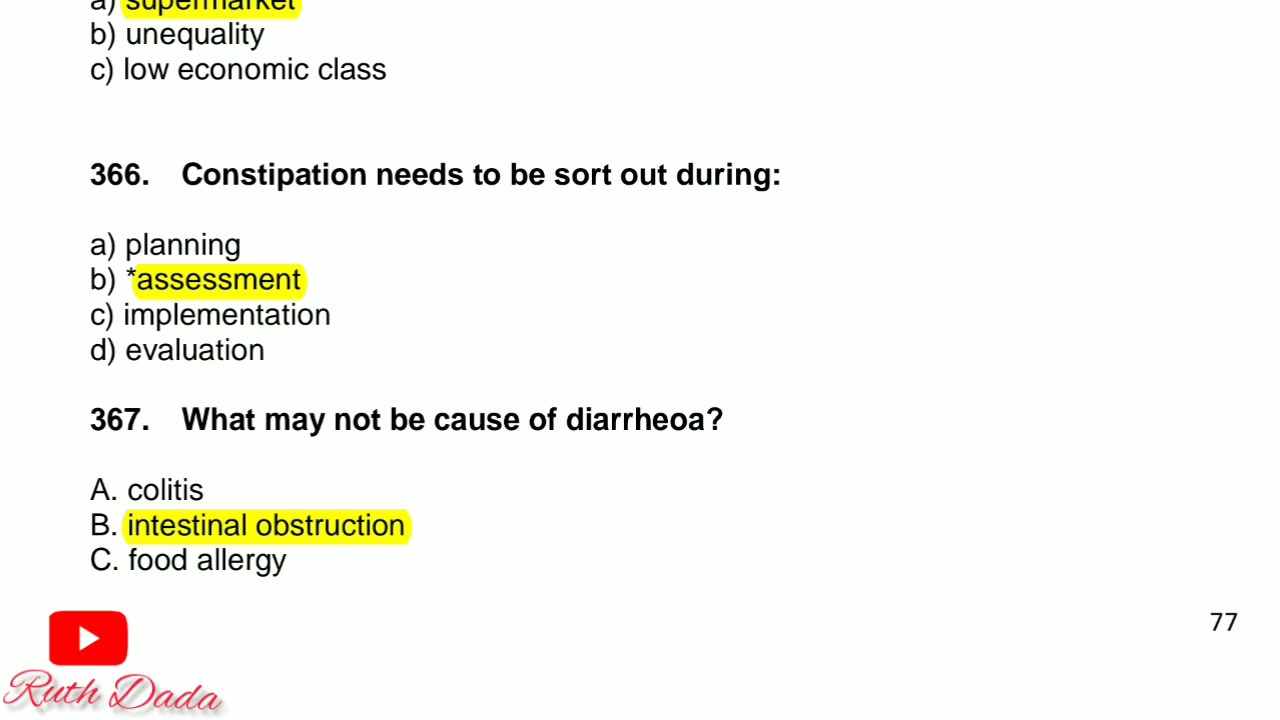 a) supermarket
b) unequality
c) low economic class
366. Constipation needs to be sort out during:
a) planning
b) *assessment
c) implementation
d) evaluation
367. What may not be cause of diarrheoa?
A. colitis
B. intestinal obstruction
C. food allergy
77
Ruth Dada